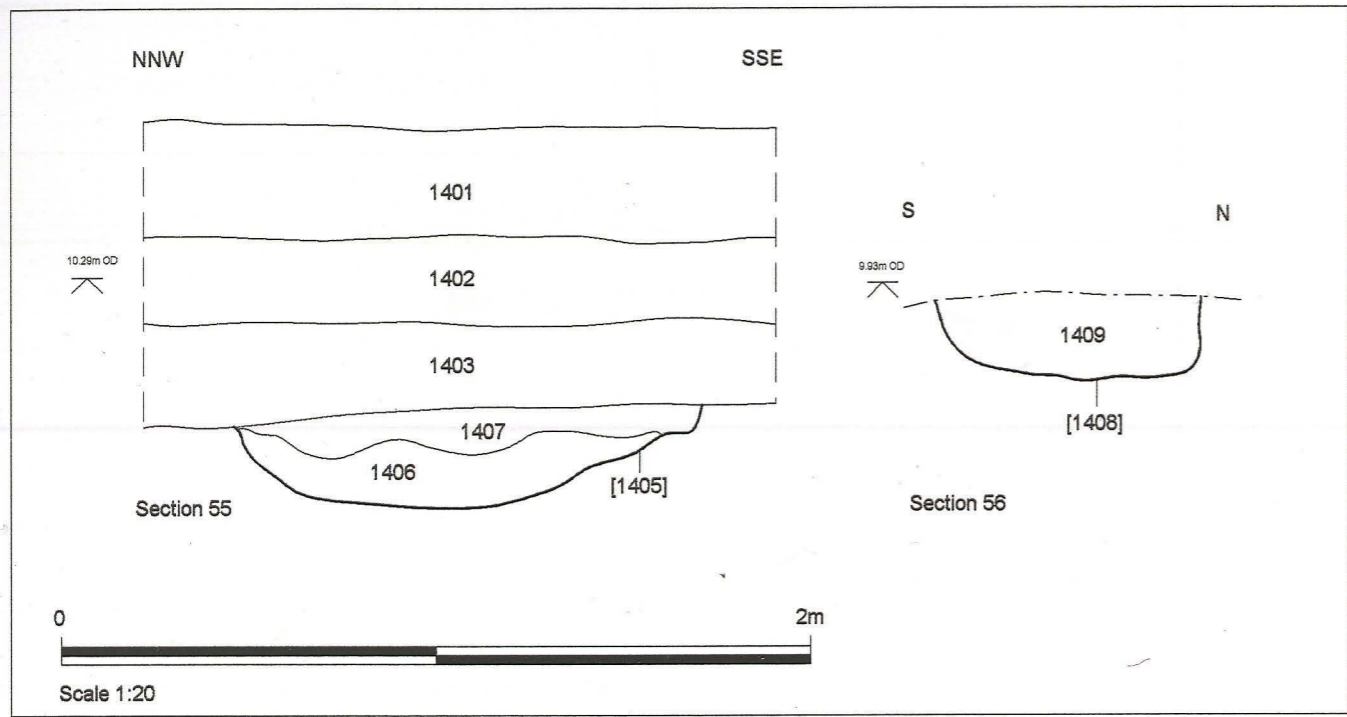 NNW SSE
1401
10.29m OD
1402
1403
1407
1406
[1405]
Section 55
S N
9.93m OD
1409
[1408]
Section 56
0 2m
Scale 1:20